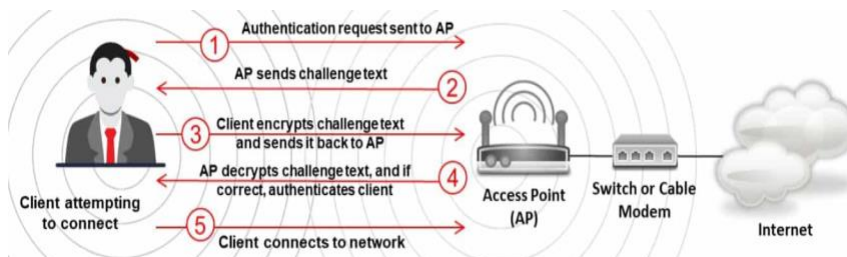 1
Authentication request sent to AP
AP sends challenge text
2
3
Client encrypts challenge text
and sends it back to AP
AP decrypts challenge text, and if
correct, authenticates client
4
5
Client connects to network
Client attempting
to connect
Access Point
(AP)
Switch or Cable
Modem
Internet